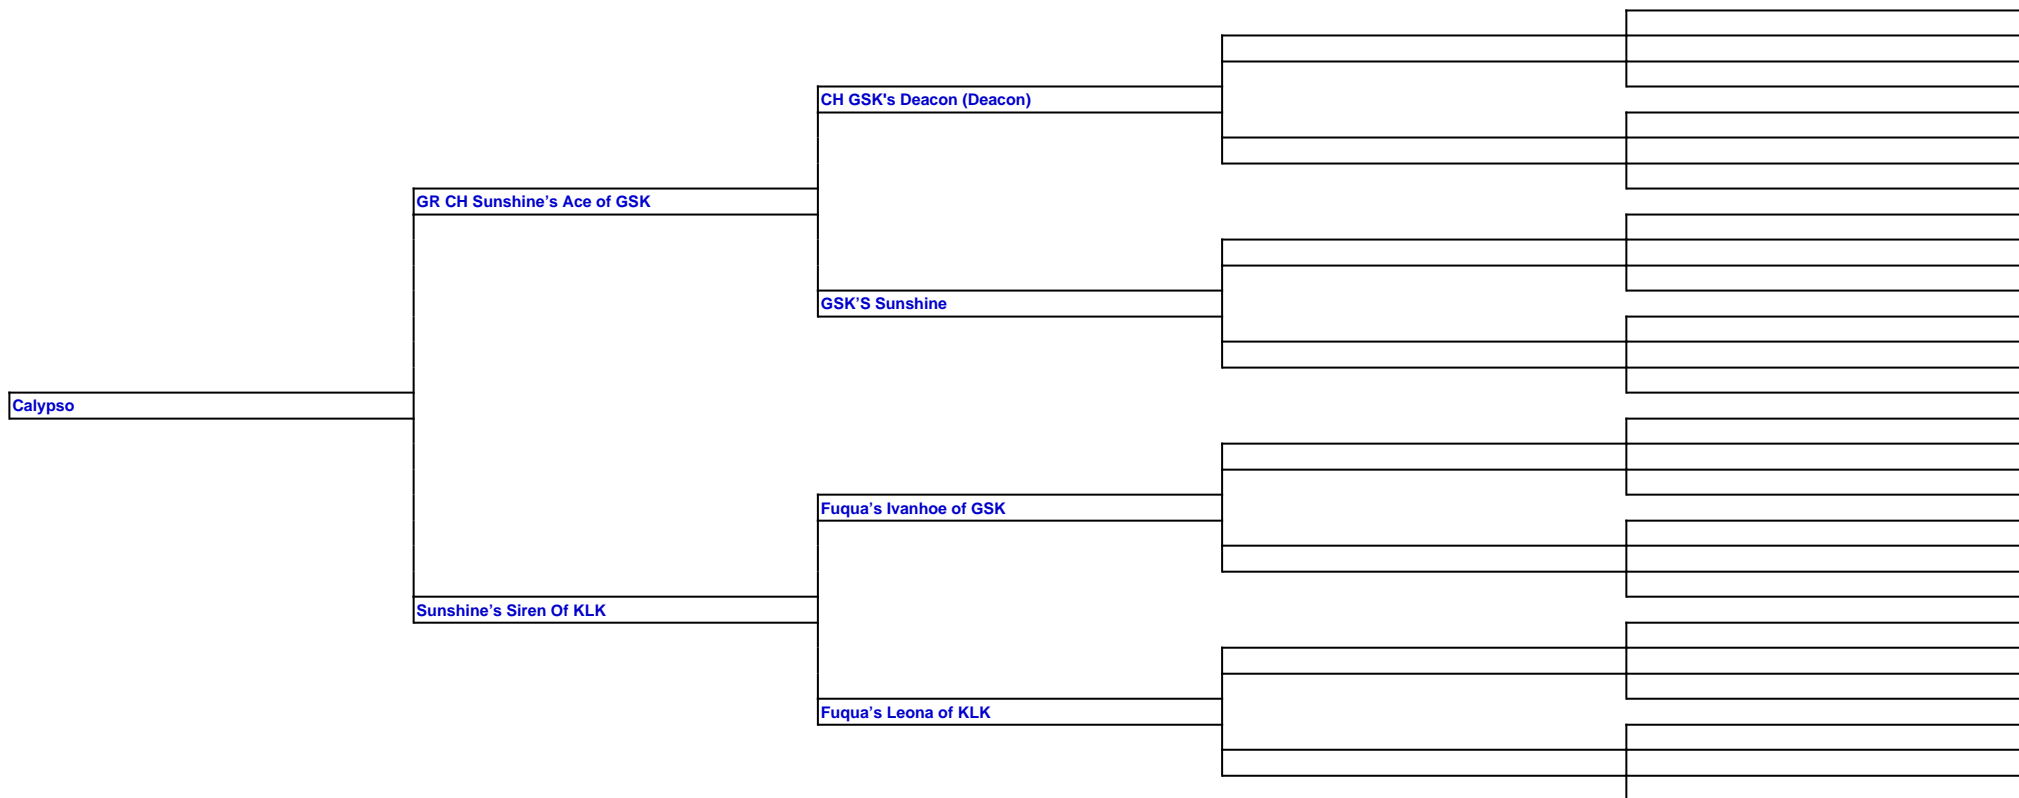 CH GSK's Deacon (Deacon)
GR CH Sunshine’s Ace of GSK
GSK’S Sunshine
Calypso
Fuqua’s Ivanhoe of GSK
Sunshine’s Siren Of KLK
Fuqua’s Leona of KLK